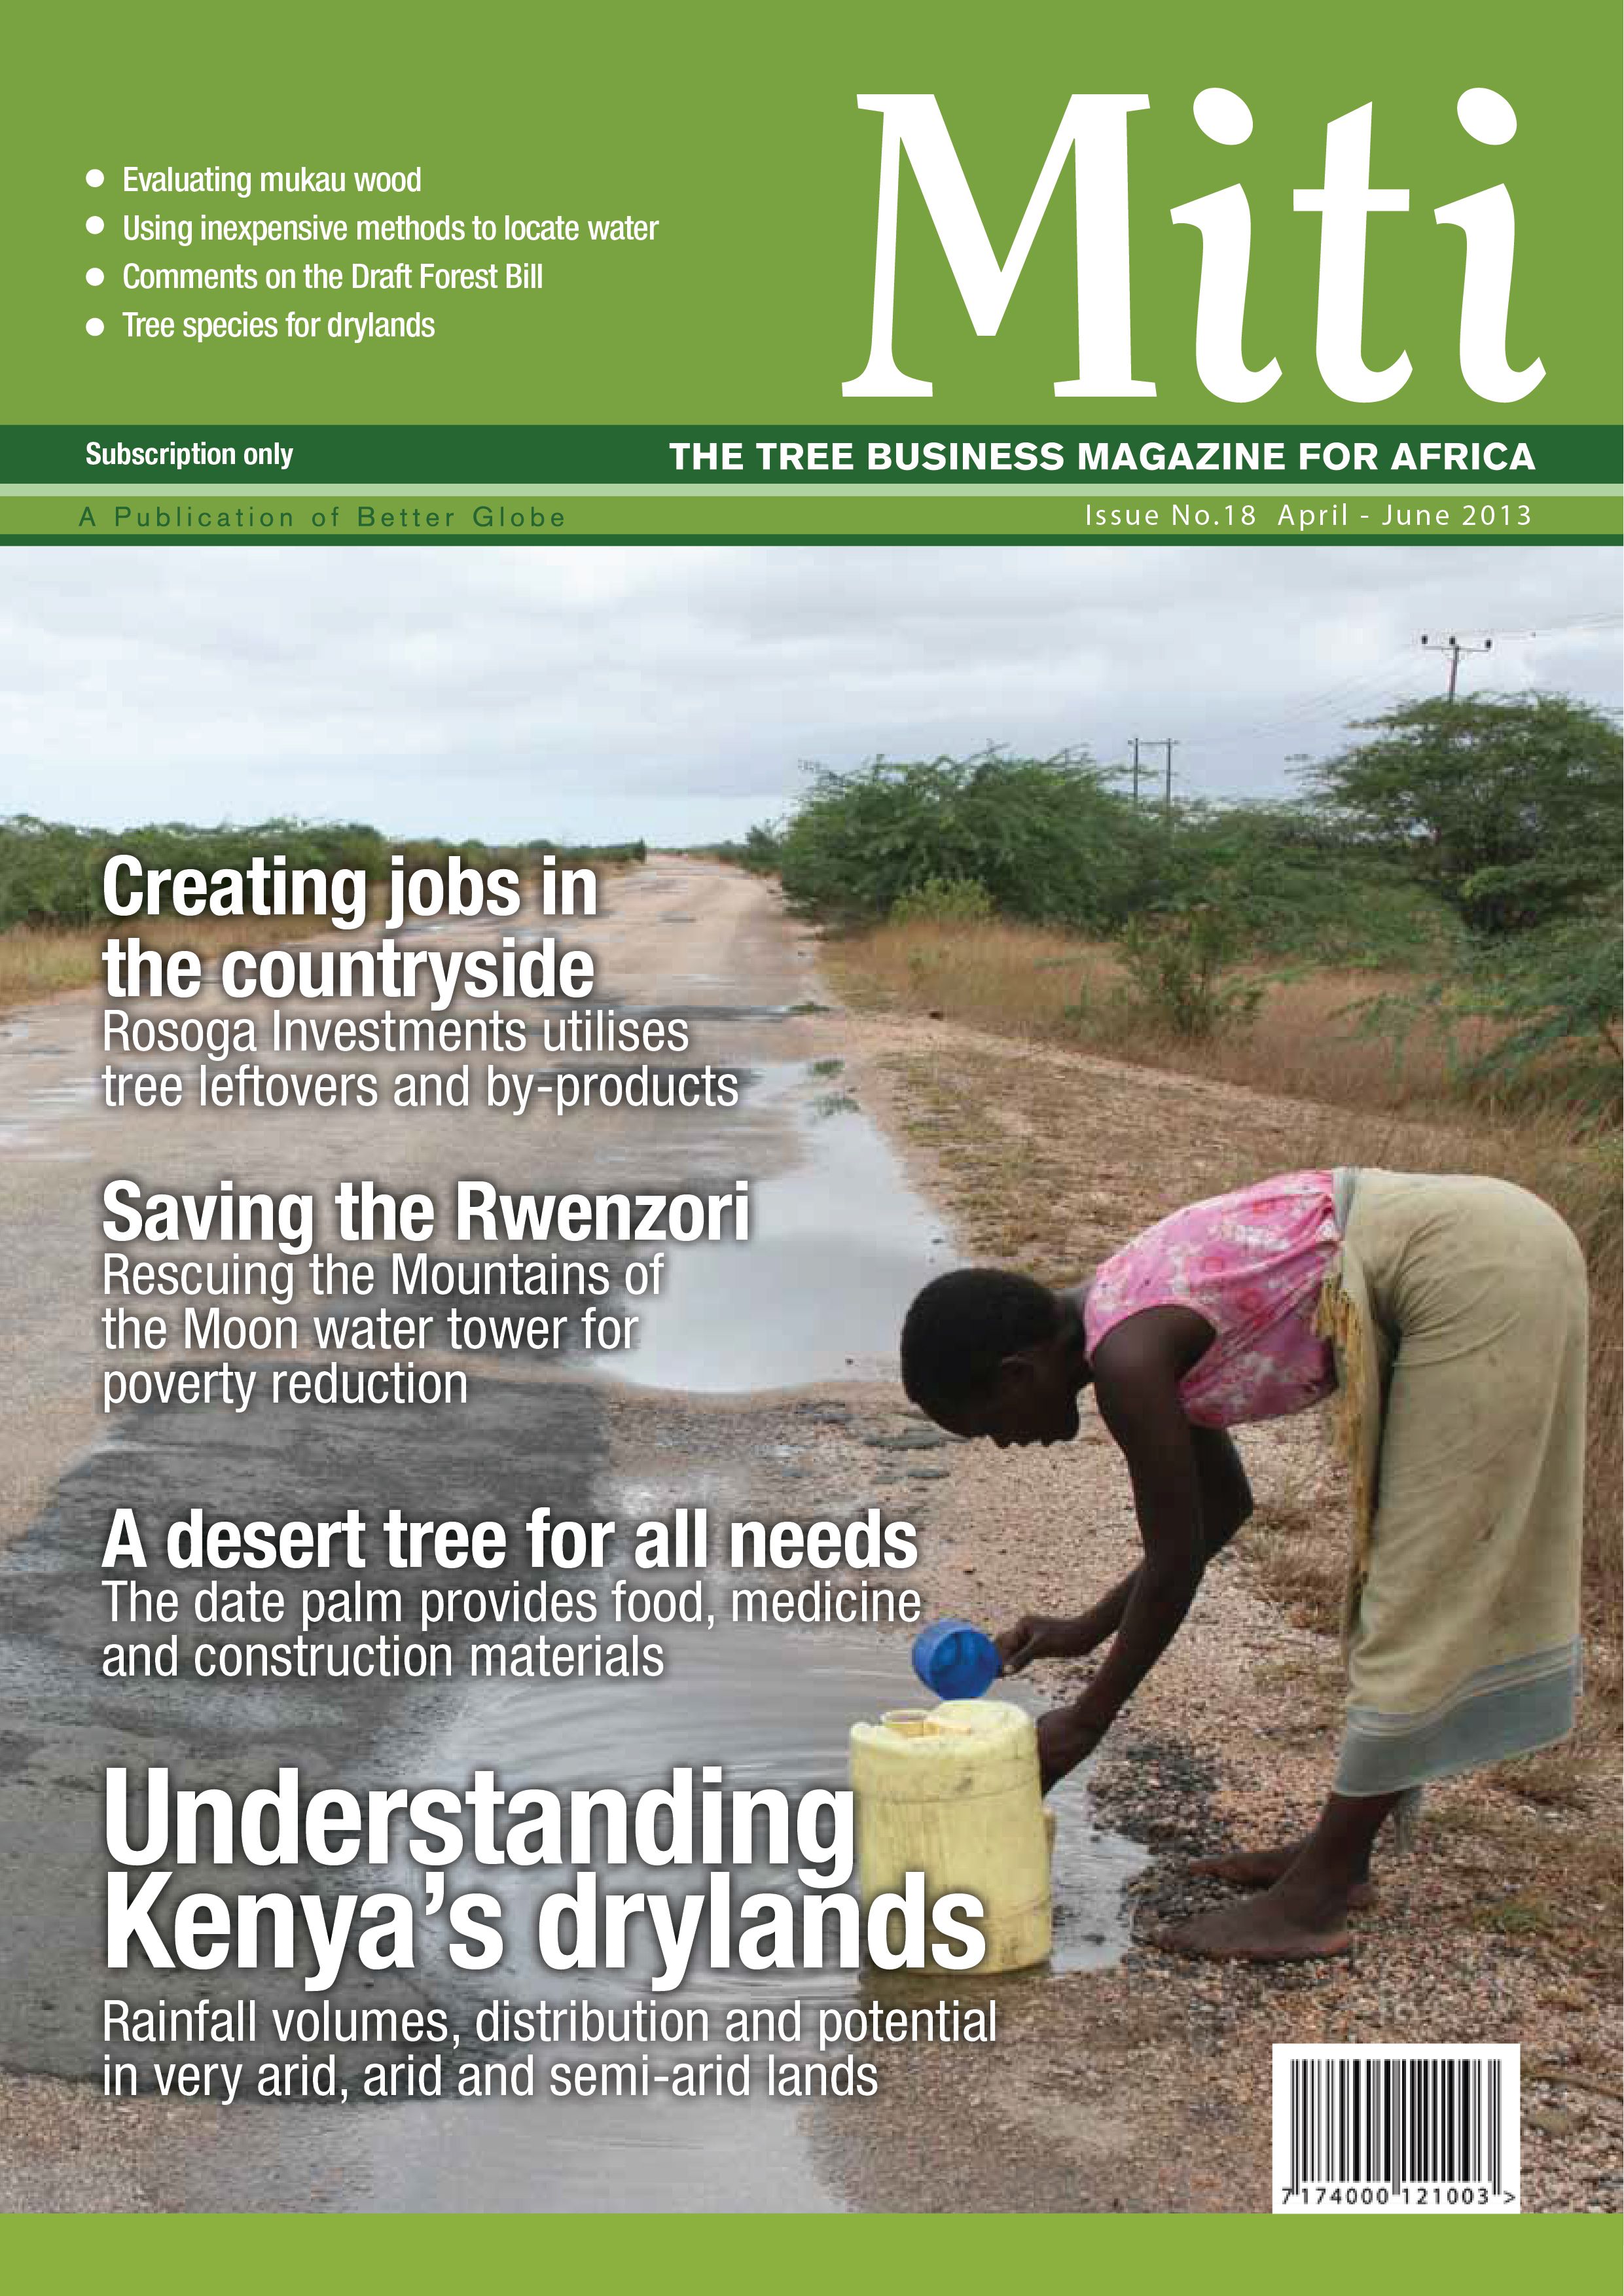 Miti
Evaluating mukau wood
Using inexpensive methods to locate water
Comments on the Draft Forest Bill
Tree species for drylands
Subscription only
THE TREE BUSINESS MAGAZINE FOR AFRICA
A Publication of Better Globe
Issue No.18 April - June 2013
Creating jobs in
the countryside
Rosoga Investments utilises
tree leftovers and by-products
Saving the Rwenzori
Rescuing the Mountains of
the Moon water tower for
poverty reduction
A desert tree for all needs
The date palm provides food, medicine
and construction materials
Understanding
Kenya's drylands
Rainfall volumes, distribution and potential
in very arid, arid and semi-arid lands
7 174000 121003 >